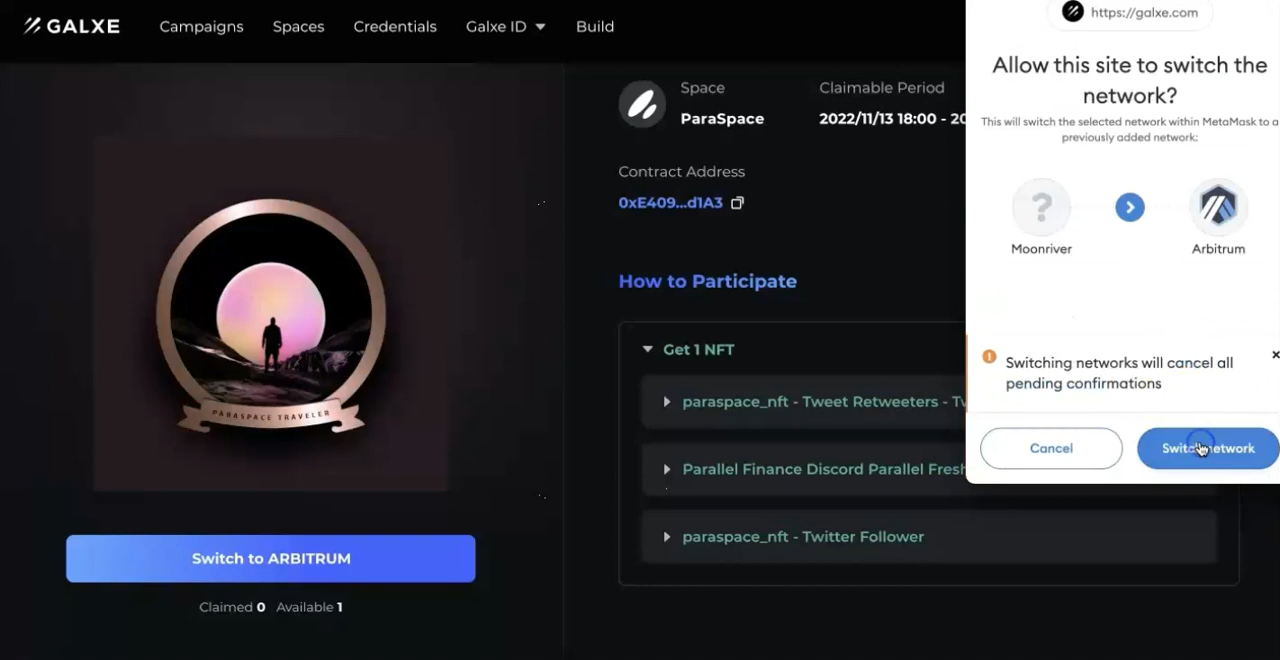 GALXE
Campaigns
Spaces
Credentials
Galxe ID
Build
PARASPACE TRAVELER
Switch to ARBITRUM
Claimed 0 Available 1
Space
ParaSpace
Claimable Period
2022/11/13 18:00 - 20
Contract Address
0xE409...d1A3
How to Participate
Get 1 NFT
paraspace_nft - Tweet Retweeters - Tw
Parallel Finance Discord Parallel Fresh
paraspace_nft - Twitter Follower
https://galxe.com
Allow this site to switch the
network?
This will switch the selected network within MetaMask to a
previously added network:
?
Moonriver
Arbitrum
Switching networks will cancel all
pending confirmations
Cancel
Switch network